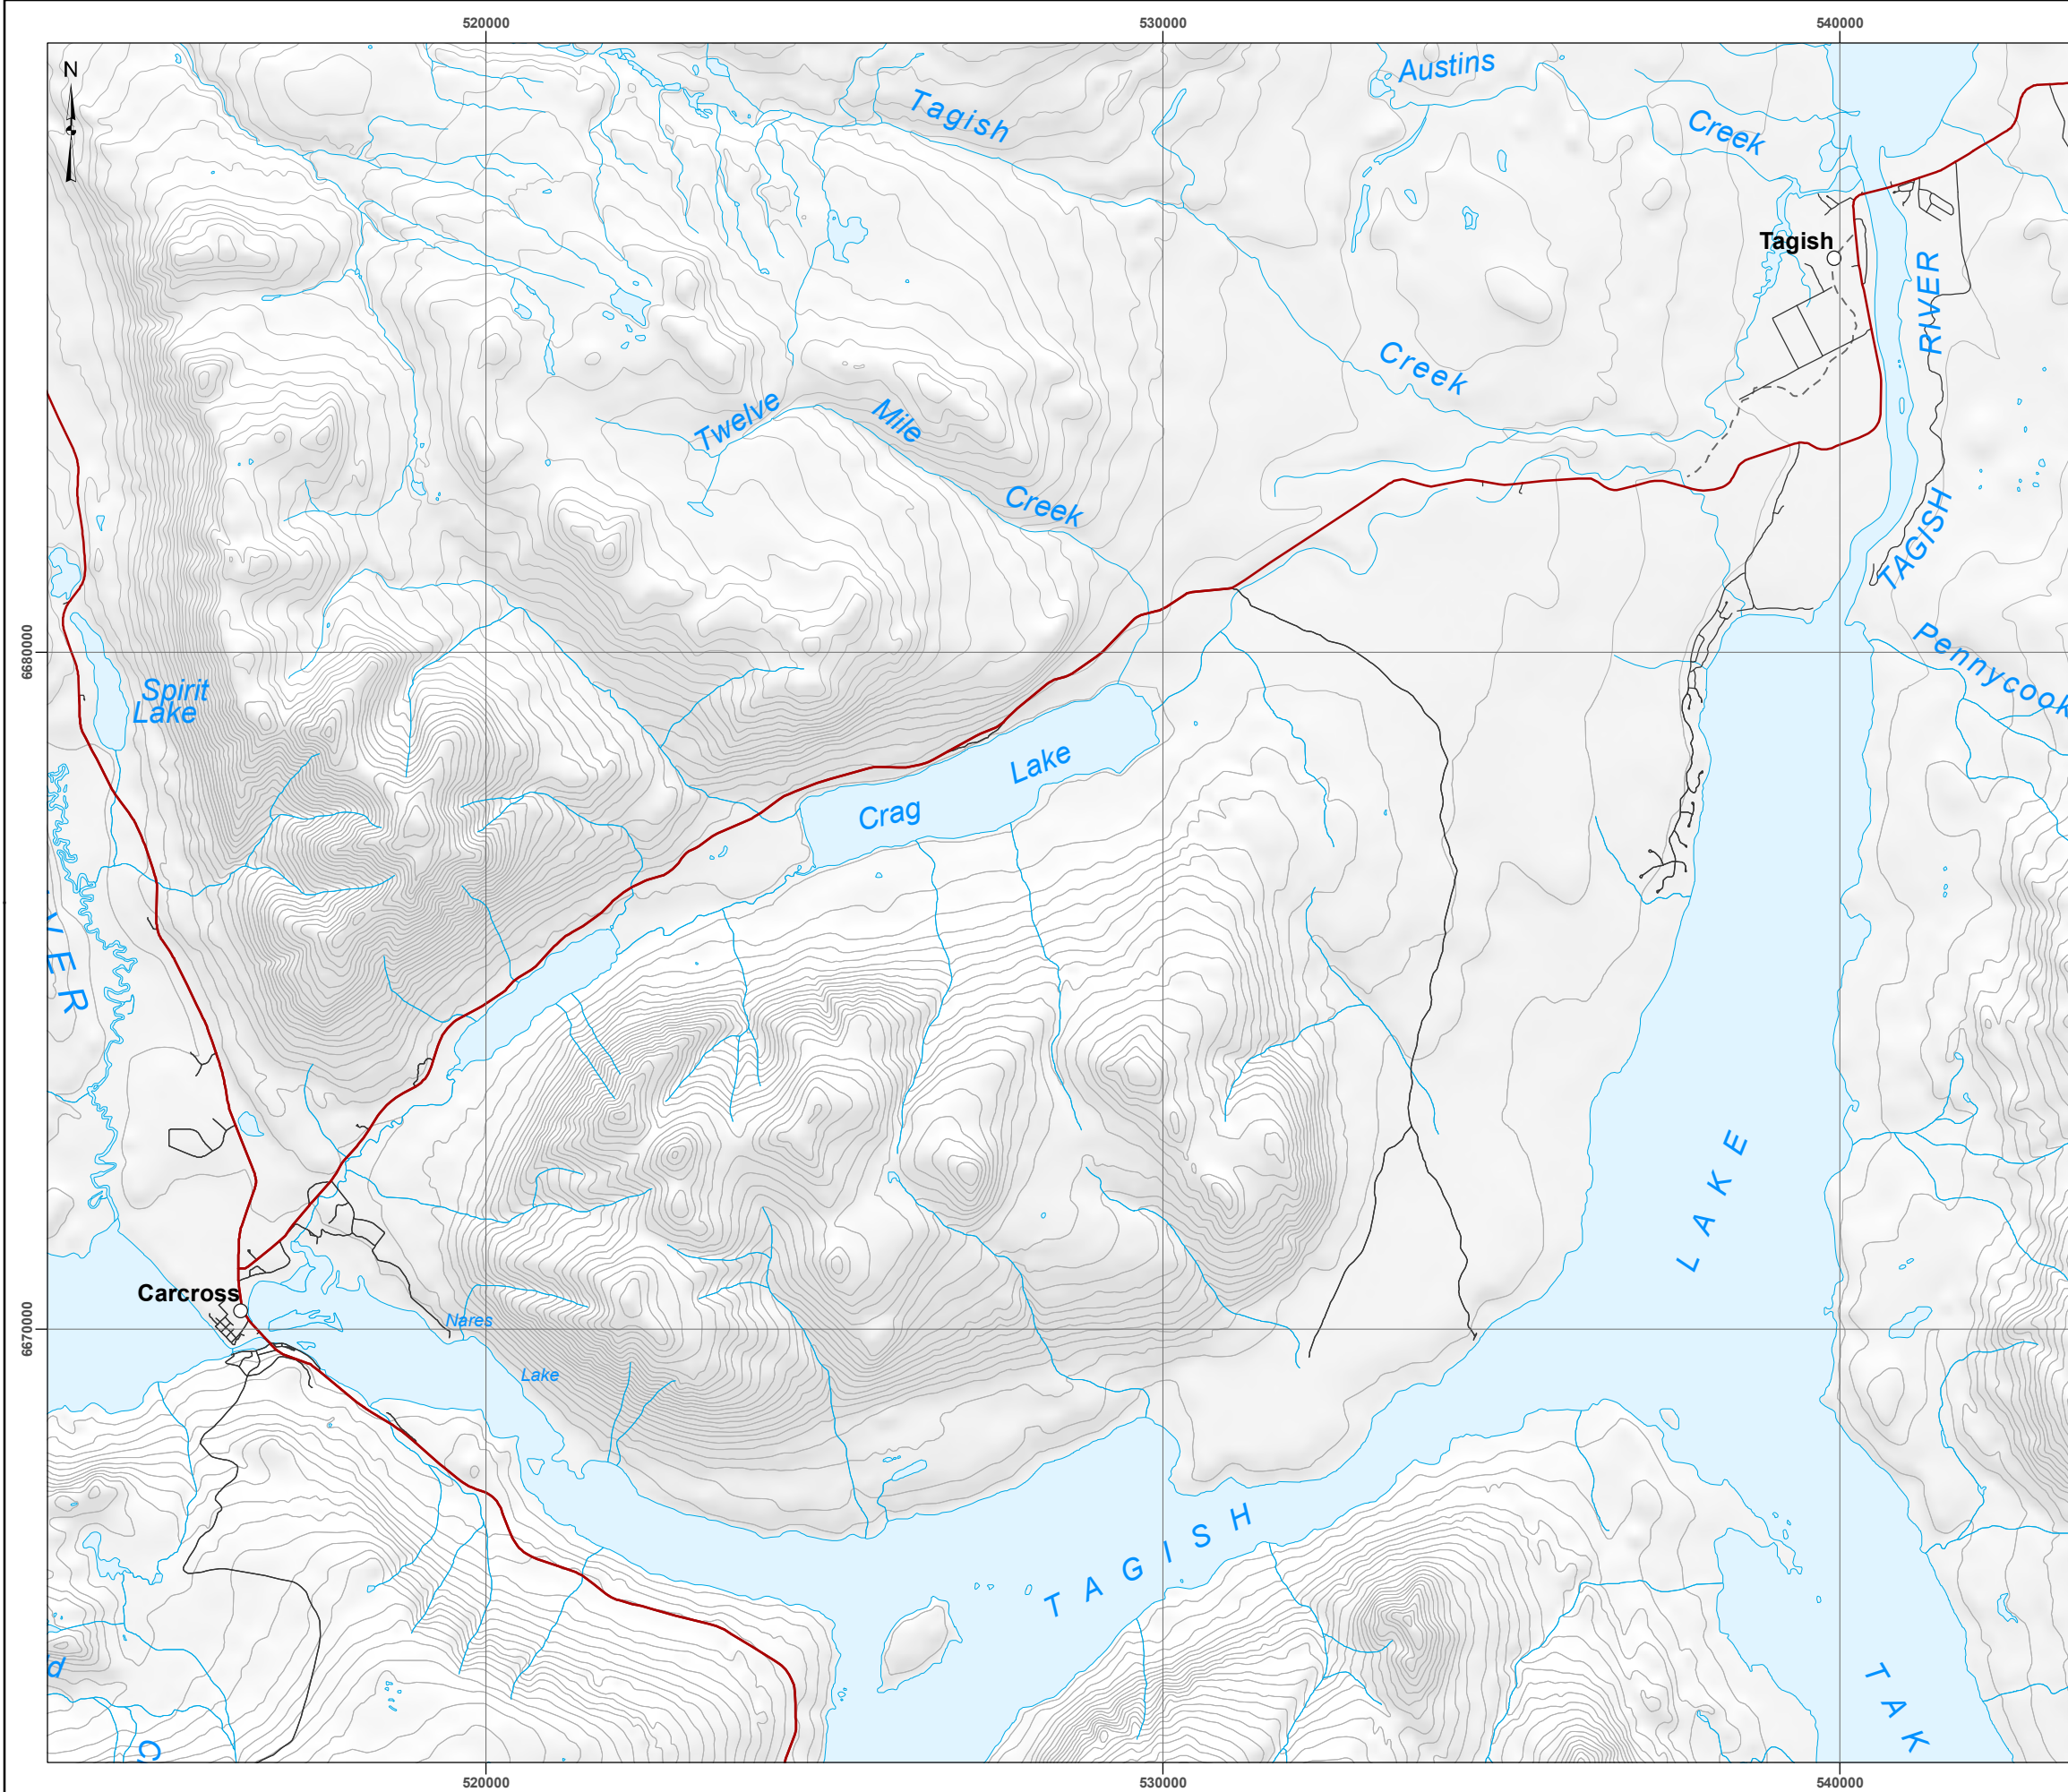 520000
530000
540000
N
Austins
Creek
Tagish
Tagish
RIVER
Creek
Twelve
Mile
Creek
TAGISH
6680000
Pennycook
Spirit
Lake
Lake
Crag
VER
LAKE
Carcross
Nares
6670000
Lake
TAGISH
d
TAK
C
520000
530000
540000